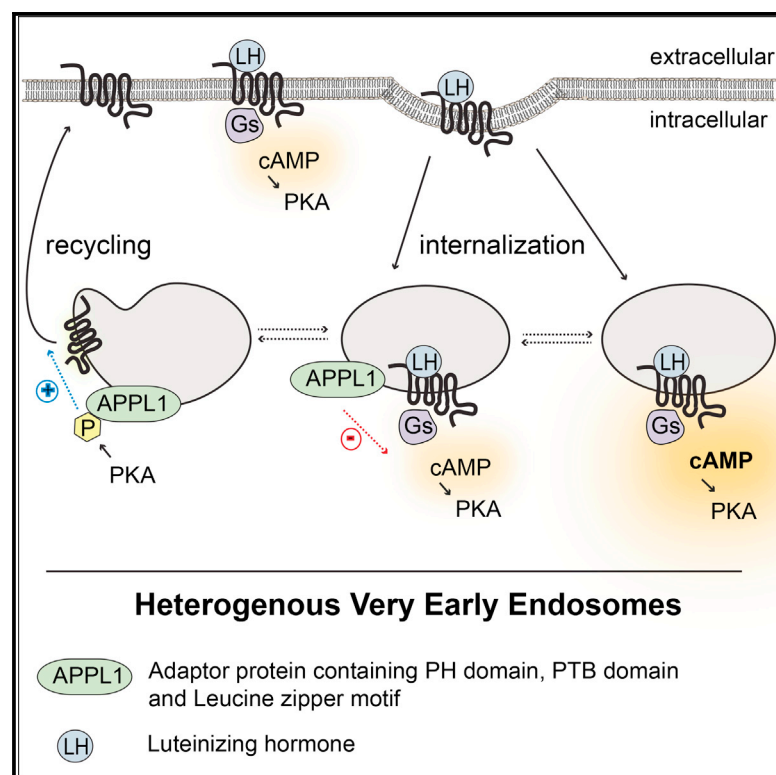 LH
LH
extracellular
LH
intracellular
Gs
cAMP
PKA
recycling
internalization
LH
LH
APPL1
APPL1
+
-
Gs
Gs
P
cAMP
cAMP
PKA
PKA
PKA
Heterogenous Very Early Endosomes
APPL1
Adaptor protein containing PH domain, PTB domain
and Leucine zipper motif
LH
Luteinizing hormone